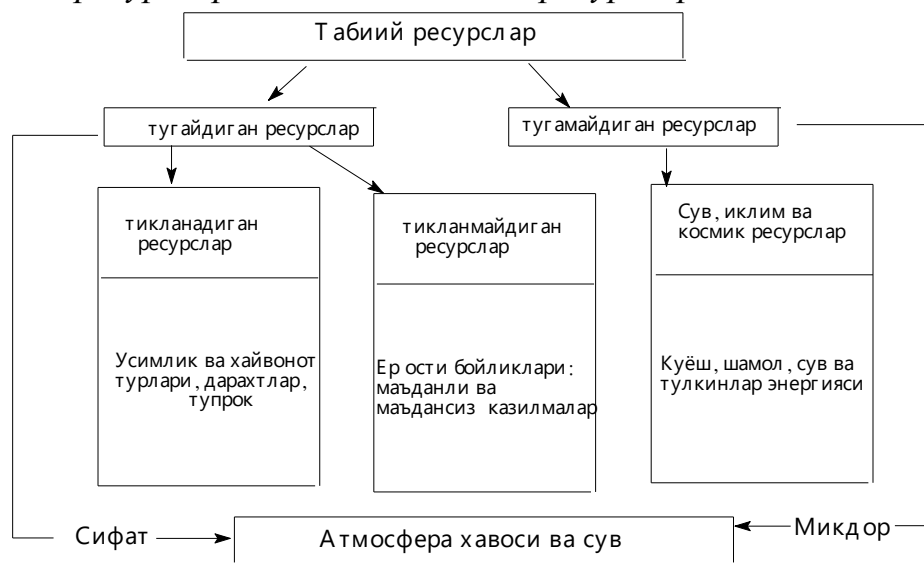 Табиий ресурслар
тугайдиган ресурслар
тугамайдиган ресурслар
тикланадиган
ресурслар
тикланмайдиган
ресурслар
Сув, иклим ва
космик ресурслар
Усимлик ва хайвонот
турлари, дарахтлар,
тупрок
Ер ости бойликлари:
маъданли ва
маъдансиз казилмалар
Куёш, шамол, сув ва
тулкинлар энергияси
Сифат
Атмосфера хавоси ва сув
Микдор